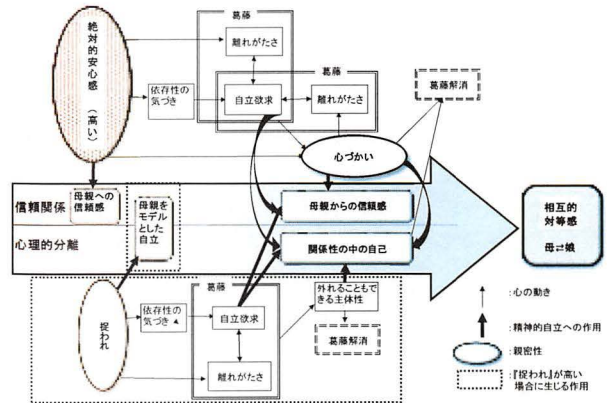 葛藤
絶対的安心感
（高い）
離れがたさ
葛藤
依存性の
気づき
自立欲求
離れがたさ
葛藤解消
心づかい
信頼関係
母親への
信頼感
母親を
モデル
とした
自立
母親からの信頼感
心理的分離
関係性の中の自己
相互的
対等感
母⇄娘
葛藤
外れることもで
きる主体性
捉われ
依存性の
気づき
自立欲求
離れがたさ
葛藤解消
:心の動き
:精神的自立への作用
:親密性
:『捉われ』が高い
場合に生じる作用